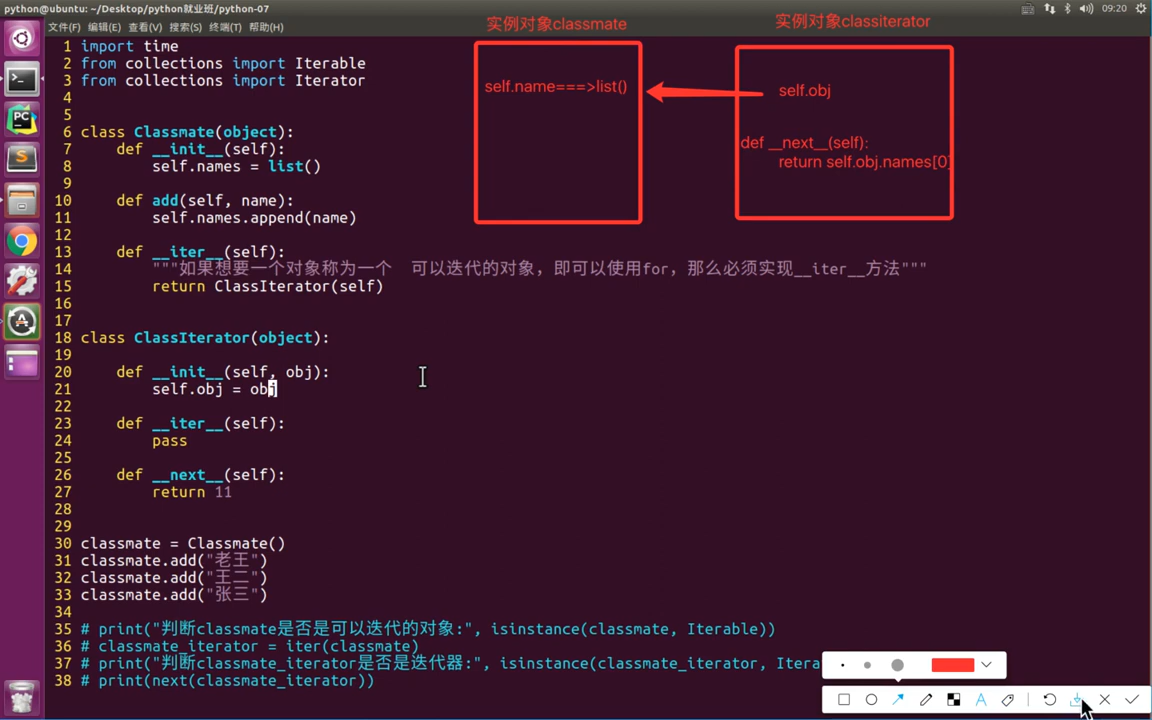 python@ubuntu: ~/Desktop/python就业班/python-07
09:20
文件(F) 编辑(E) 查看(V) 搜索(S) 终端(T) 帮助(H)
实例对象classmate
实例对象classiterator
self.name===>list()
self.obj
def __next__(self):
return self.obj.names[0]
1 import time
2 from collections import Iterable
3 from collections import Iterator
4
5
6 class Classmate(object):
7 def __init__(self):
8 self.names = list()
9
10 def add(self, name):
11 self.names.append(name)
12
13 def __iter__(self):
14 """如果想要一个对象称为一个 可以迭代的对象，即可以使用for，那么必须实现__iter__方法"""
15 return ClassIterator(self)
16
17
18 class ClassIterator(object):
19
20 def __init__(self, obj):
21 self.obj = obj
22
23 def __iter__(self):
24 pass
25
26 def __next__(self):
27 return 11
28
29
30 classmate = Classmate()
31 classmate.add("老王")
32 classmate.add("王二")
33 classmate.add("张三")
34
35 # print("判断classmate是否是可以迭代的对象:", isinstance(classmate, Iterable))
36 # classmate_iterator = iter(classmate)
37 # print("判断classmate_iterator是否是迭代器:", isinstance(classmate_iterator, Itera
38 # print(next(classmate_iterator))